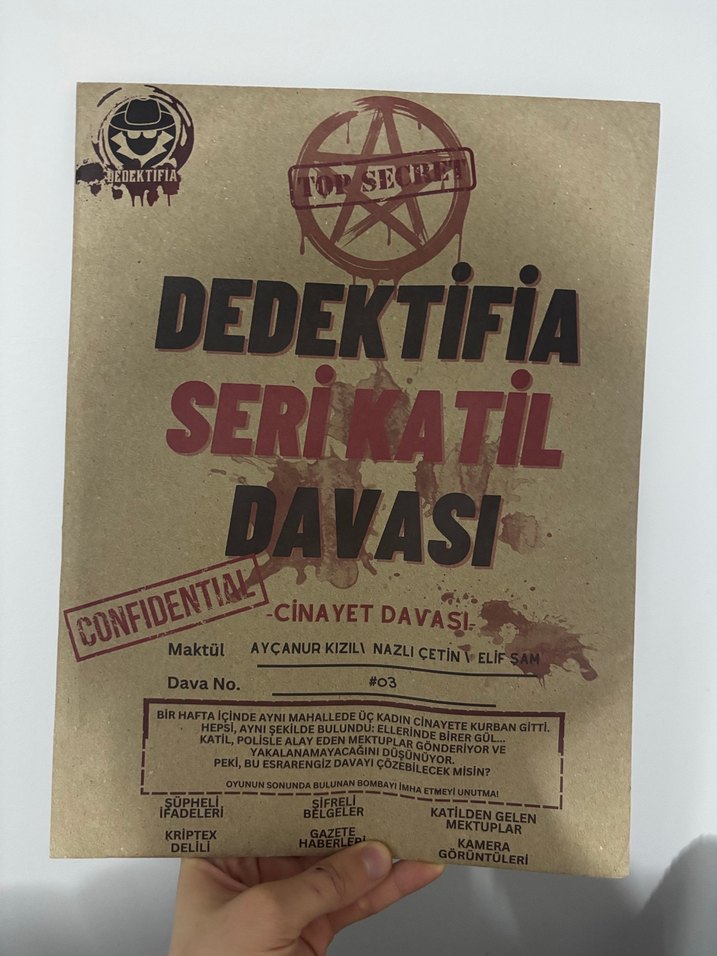 DEDEKTİFİA
TOP SECRET
DEDEKTİFİA
SERİ KATİL
DAVASI
CONFIDENTIAL
-CİNAYET DAVASI-
Maktül AYÇANUR KIZIL\ NAZLI ÇETİN \ ELİF ŞAM
Dava No. #03
BİR HAFTA İÇİNDE AYNI MAHALLEDE ÜÇ KADIN CİNAYETE KURBAN GİTTİ.
HEPSİ, AYNI ŞEKİLDE BULUNDU: ELLERİNDE BİRER GÜL...
KATİL, POLİSLE ALAY EDEN MEKTUPLAR GÖNDERİYOR VE
YAKALANAMAYACAĞINI DÜŞÜNÜYOR.
PEKİ, BU ESRARENGİZ DAVAYI ÇÖZEBİLECEK MİSİN?
OYUNUN SONUNDA BULUNAN BOMBAYI İMHA ETMEYİ UNUTMA!
ŞÜPHELİ
İFADELERİ
ŞİFRELİ
BELGELER
KATİLDEN GELEN
MEKTUPLAR
KRİPTEX
DELİLİ
GAZETE
HABERLERİ
KAMERA
GÖRÜNTÜLERİ